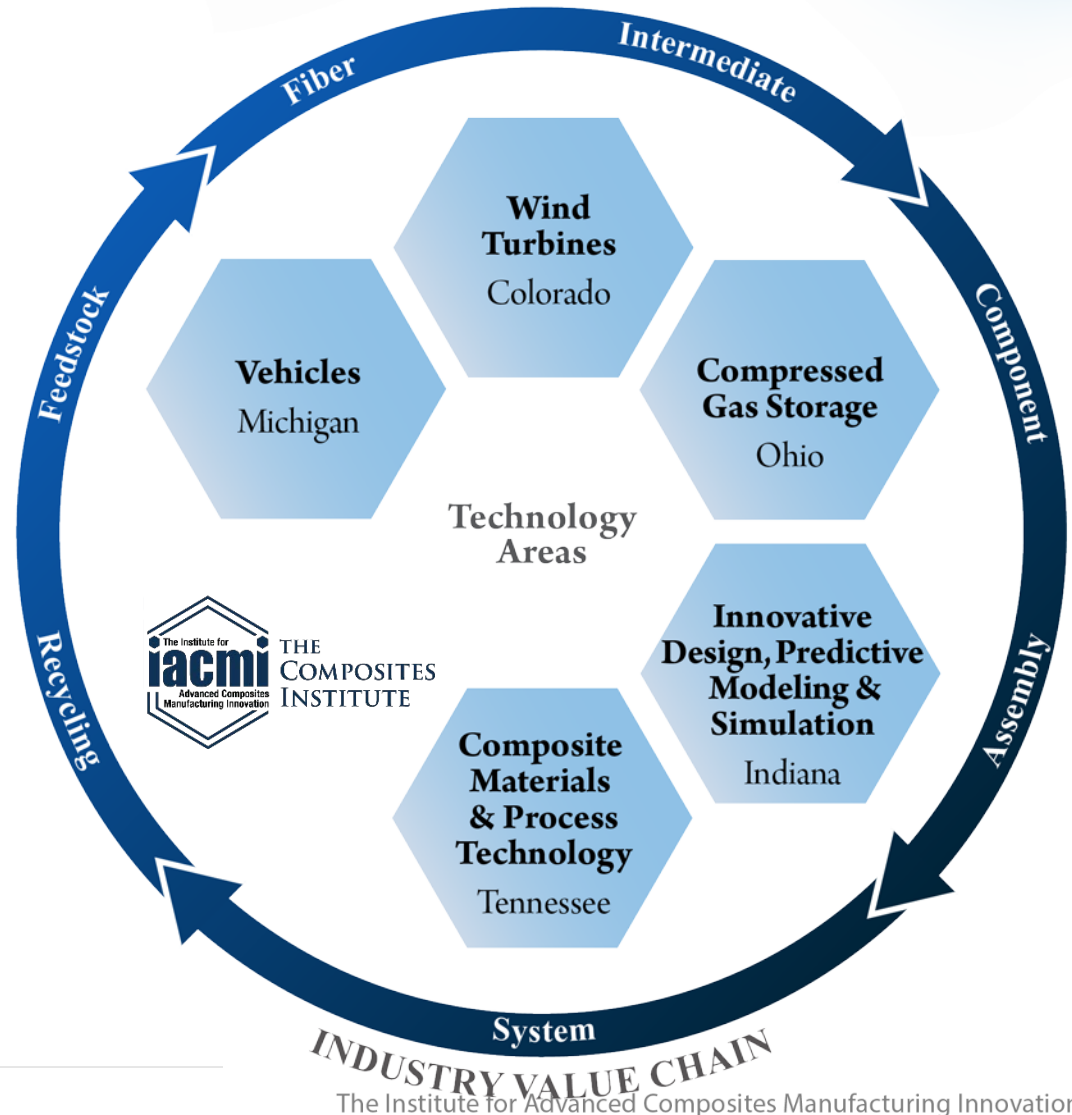 Fiber
Intermediate
Feedstock
Component
Recycling
Assembly
System
Wind
Turbines
Colorado
Vehicles
Michigan
Compressed
Gas Storage
Ohio
Technology
Areas
Innovative
Design, Predictive
Modeling &
Simulation
Indiana
The Institute for
iacmi
Advanced Composites
Manufacturing Innovation
THE
COMPOSITES
INSTITUTE
Composite
Materials
& Process
Technology
Tennessee
INDUSTRY VALUE CHAIN
The Institute for Advanced Composites Manufacturing Innovation